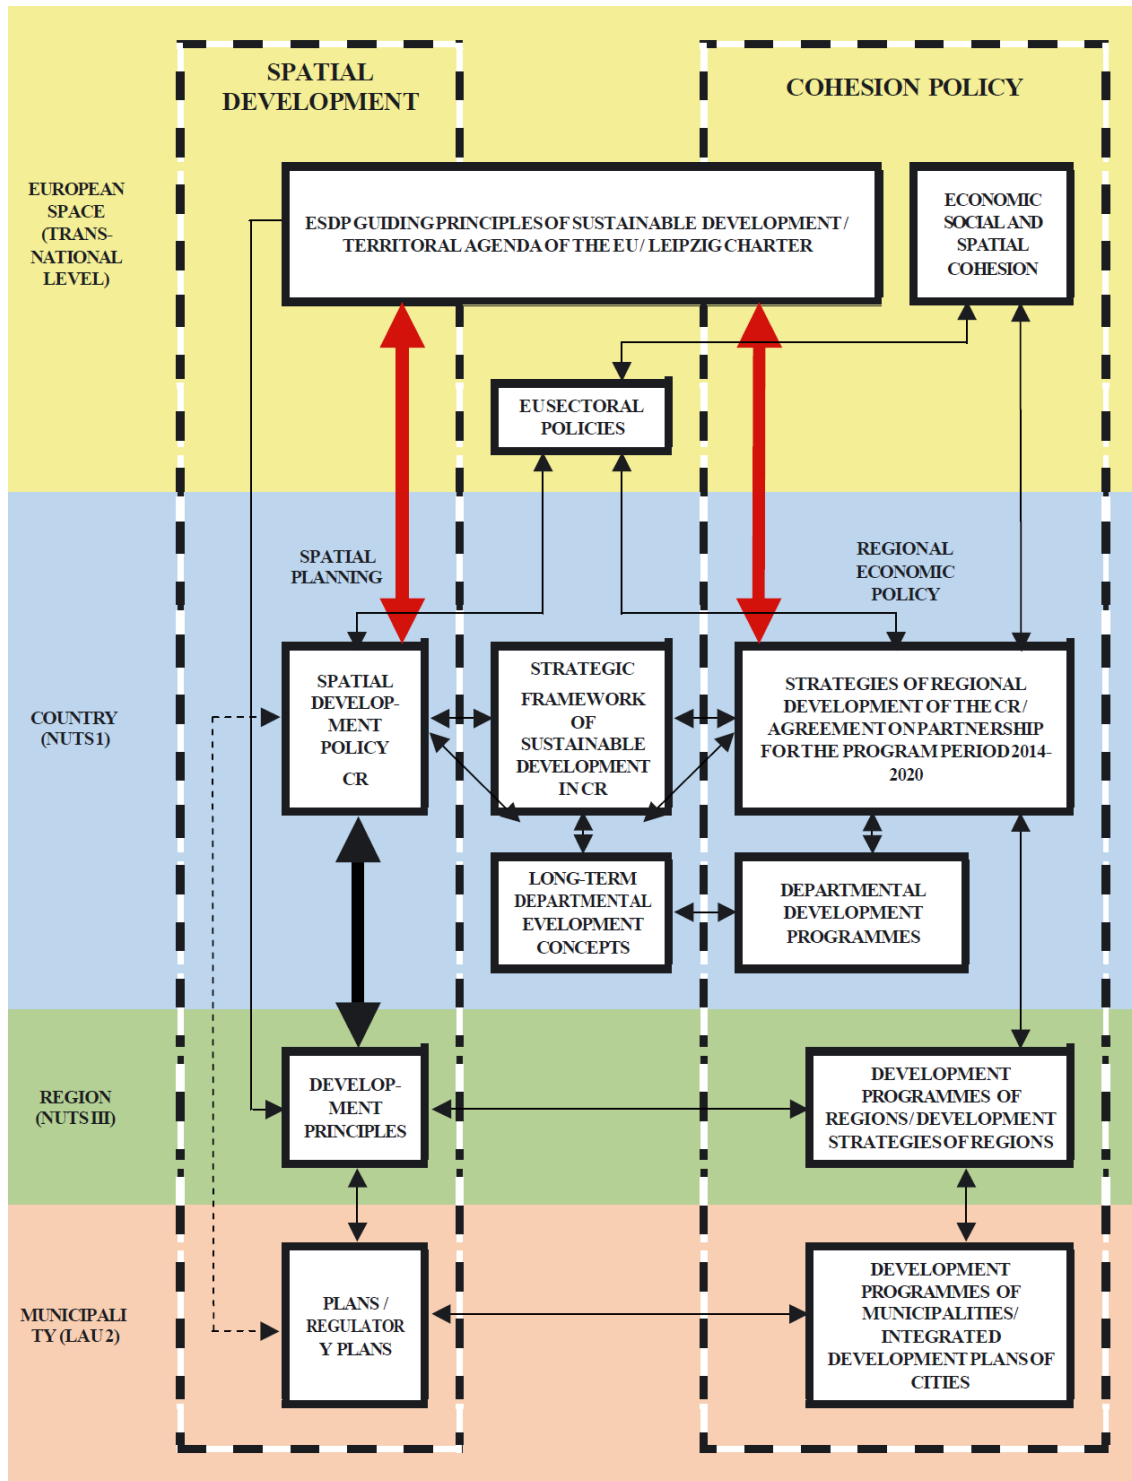 SPATIAL
DEVELOPMENT
COHESION POLICY
EUROPEAN
SPACE
(TRANS-
NATIONAL
LEVEL)
ESDP GUIDING PRINCIPLES OF SUSTAINABLE DEVELOPMENT /
TERRITORAL AGENDA OF THE EU / LEIPZIG CHARTER
ECONOMIC
SOCIAL AND
SPATIAL
COHESION
EU SECTORAL
POLICIES
SPATIAL
PLANNING
REGIONAL
ECONOMIC
POLICY
COUNTRY
(NUTS 1)
SPATIAL
DEVELOP-
MENT
POLICY
CR
STRATEGIC
FRAMEWORK
OF
SUSTAINABLE
DEVELOPMENT
IN CR
STRATEGIES OF REGIONAL
DEVELOPMENT OF THE CR /
AGREEMENT ON PARTNERSHIP
FOR THE PROGRAM PERIOD 2014-
2020
LONG-TERM
DEPARTMENTAL
EVELOPMENT
CONCEPTS
DEPARTMENTAL
DEVELOPMENT
PROGRAMMES
REGION
(NUTS III)
DEVELOP-
MENT
PRINCIPLES
DEVELOPMENT
PROGRAMMES OF
REGIONS / DEVELOPMENT
STRATEGIES OF REGIONS
MUNICIPALI
TY (LAU 2)
PLANS /
REGULATOR
Y PLANS
DEVELOPMENT
PROGRAMMES OF
MUNICIPALITIES/
INTEGRATED
DEVELOPMENT PLANS OF
CITIES